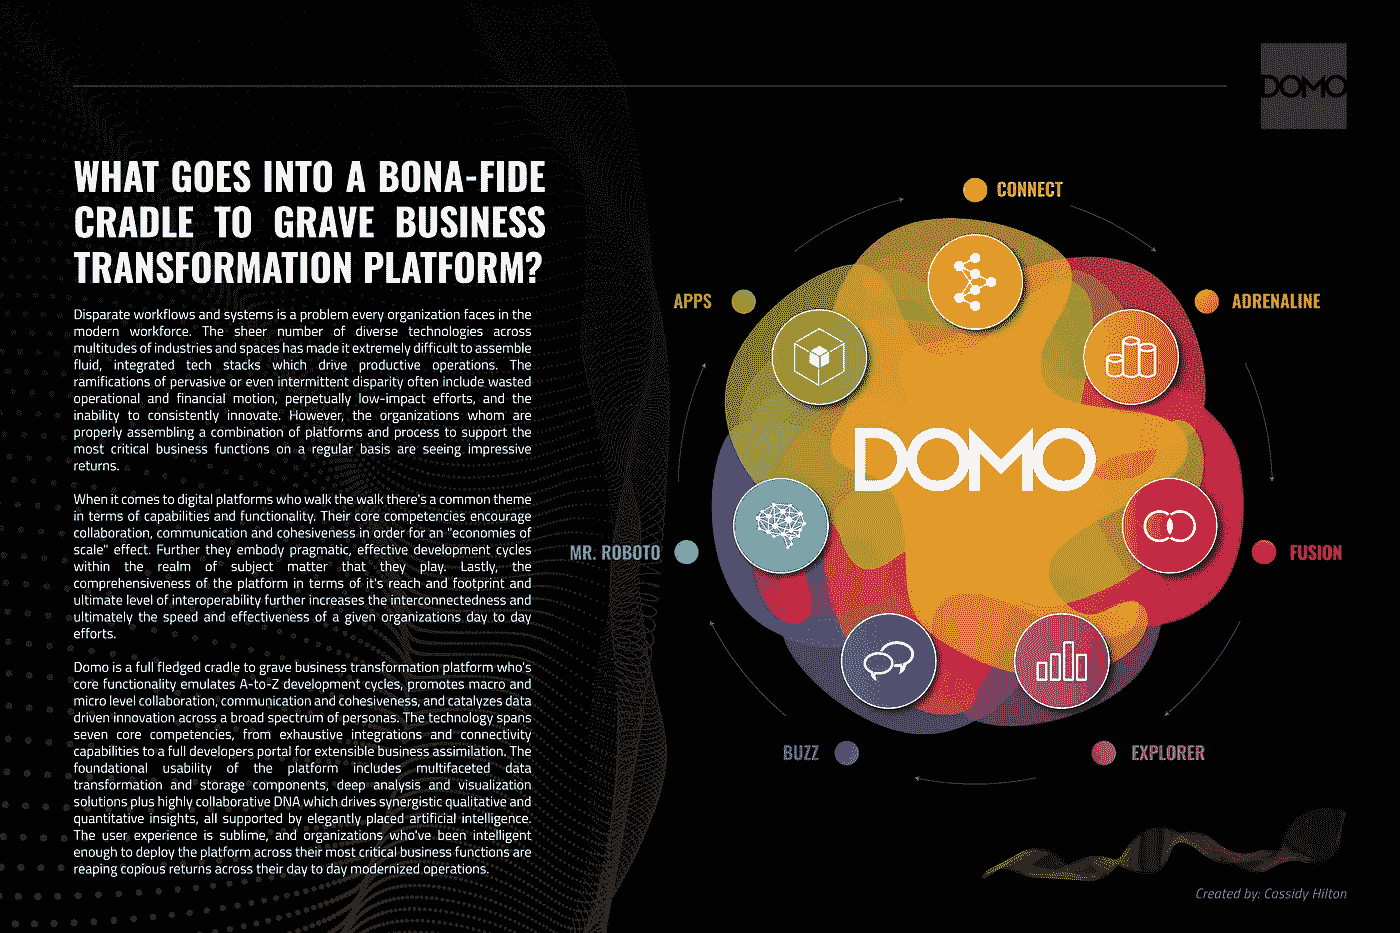 DOMO
WHAT GOES INTO A BONA-FIDE
CRADLE TO GRAVE BUSINESS
TRANSFORMATION PLATFORM?
Disparate workflows and systems is a problem every organization faces in the
modern workforce. The sheer number of diverse technologies across
multitudes of industries and spaces has made it extremely difficult to assemble
fluid, integrated tech stacks which drive productive operations. The
ramifications of pervasive or even intermittent disparity often include wasted
operational and financial motion, perpetually low-impact efforts, and the
inability to consistently innovate. However, the organizations whom are
properly assembling a combination of platforms and process to support the
most critical business functions on a regular basis are seeing impressive
returns.
When it comes to digital platforms who walk the walk there's a common theme
in terms of capabilities and functionality. Their core competencies encourage
collaboration, communication and cohesiveness in order for an "economies of
scale" effect. Further they embody pragmatic, effective development cycles
within the realm of subject matter that they play. Lastly, the
comprehensiveness of the platform in terms of it's reach and footprint and
ultimate level of interoperability further increases the interconnectedness and
ultimately the speed and effectiveness of a given organizations day to day
efforts.
Domo is a full fledged cradle to grave business transformation platform who's
core functionality emulates A-to-Z development cycles, promotes macro and
micro level collaboration, communication and cohesiveness, and catalyzes data
driven innovation across a broad spectrum of personas. The technology spans
seven core competencies, from exhaustive integrations and connectivity
capabilities to a full developers portal for extensible business assimilation. The
foundational usability of the platform includes multifaceted data
transformation and storage components, deep analysis and visualization
solutions plus highly collaborative DNA which drives synergistic qualitative and
quantitative insights, all supported by elegantly placed artificial intelligence.
The user experience is sublime, and organizations who've been intelligent
enough to deploy the platform across their most critical business functions are
reaping copious returns across their day to day modernized operations.
CONNECT
APPS
ADRENALINE
DOMO
MR. ROBOTO
FUSION
BUZZ
EXPLORER
Created by: Cassidy Hilton